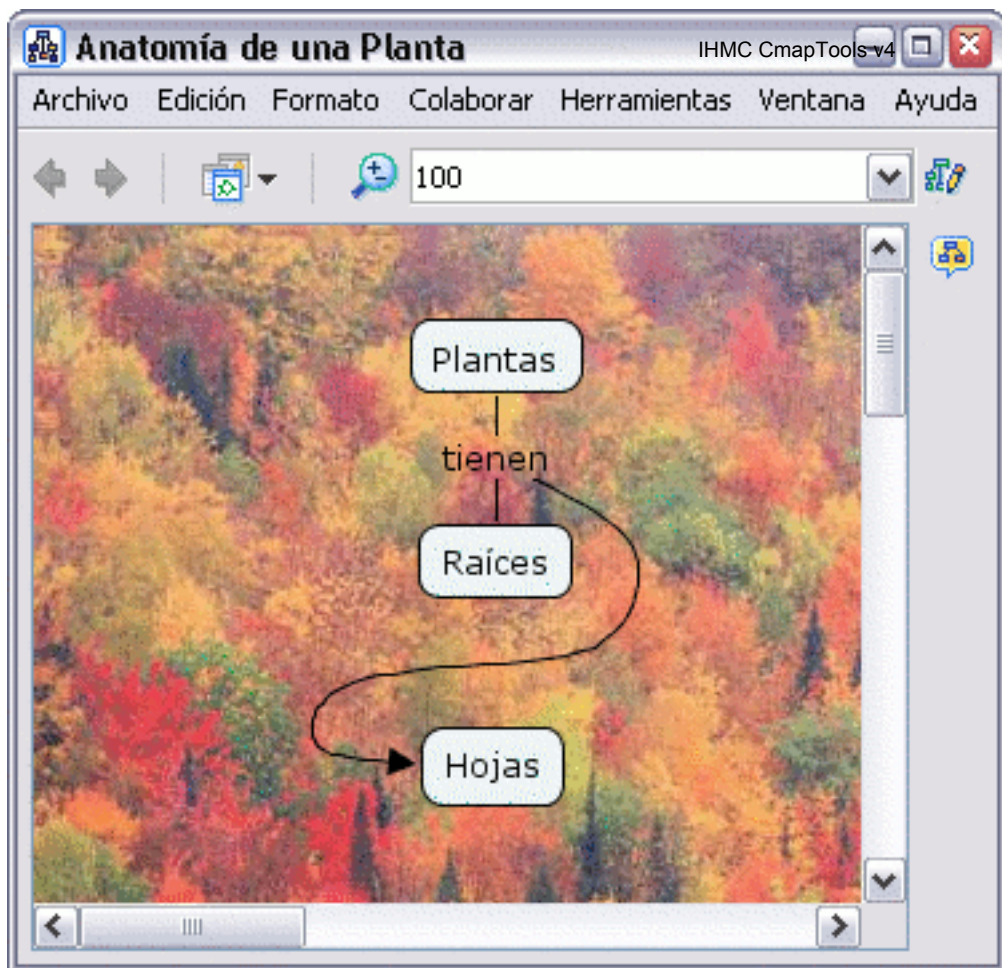 Anatomía de una Planta IHMC CmapTools v4
Archivo Edición Formato Colaborar Herramientas Ventana Ayuda
100
Plantas
tienen
Raíces
Hojas